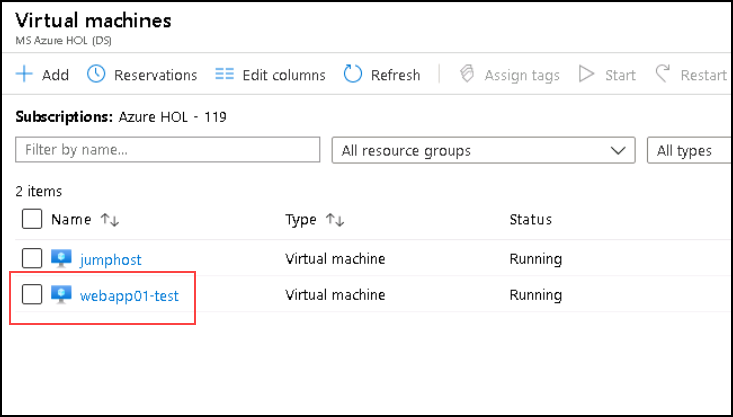 Virtual machines
MS Azure HOL (DS)
Add Reservations Edit columns Refresh Assign tags Start Restart
Subscriptions: Azure HOL - 119
Filter by name... All resource groups All types
2 items
Name Type Status
jumphost Virtual machine Running
webapp01-test Virtual machine Running